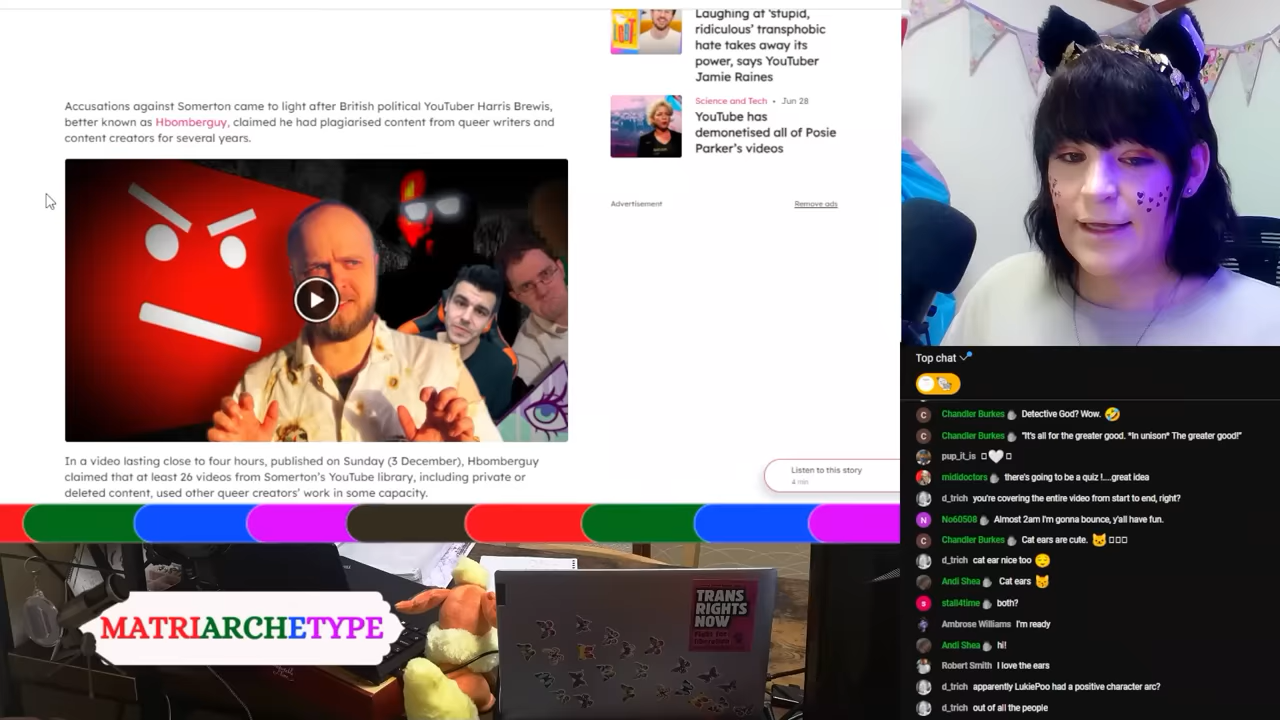 Laughing at ‘stupid,
ridiculous’ transphobic
hate takes away its
power, says YouTuber
Jamie Raines
Science and Tech • Jun 28
YouTube has
demonetised all of Posie
Parker’s videos
Advertisement
Remove ads
Accusations against Somerton came to light after British political YouTuber Harris Brewis,
better known as Hbomberguy, claimed he had plagiarised content from queer writers and
content creators for several years.
In a video lasting close to four hours, published on Sunday (3 December), Hbomberguy
claimed that at least 26 videos from Somerton’s YouTube library, including private or
deleted content, used other queer creators’ work in some capacity.
Listen to this story
4 min
MATRIARCHETYPE
TRANS
RIGHTS
NOW
Top chat
Chandler Burkes Detective God? Wow. 🤣
Chandler Burkes "It's all for the greater good. *In unison* The greater good!"
pup_it_is 🤍
mididoctors there's going to be a quiz !.....great idea
d_trich you're covering the entire video from start to end, right?
No60508 Almost 2am I'm gonna bounce, y'all have fun.
Chandler Burkes Cat ears are cute. 🐱
d_trich cat ear nice too 😌
Andi Shea Cat ears 😼
stall4time both?
Ambrose Williams I'm ready
Andi Shea hi!
Robert Smith I love the ears
d_trich apparently LukiePoo had a positive character arc?
d_trich out of all the people